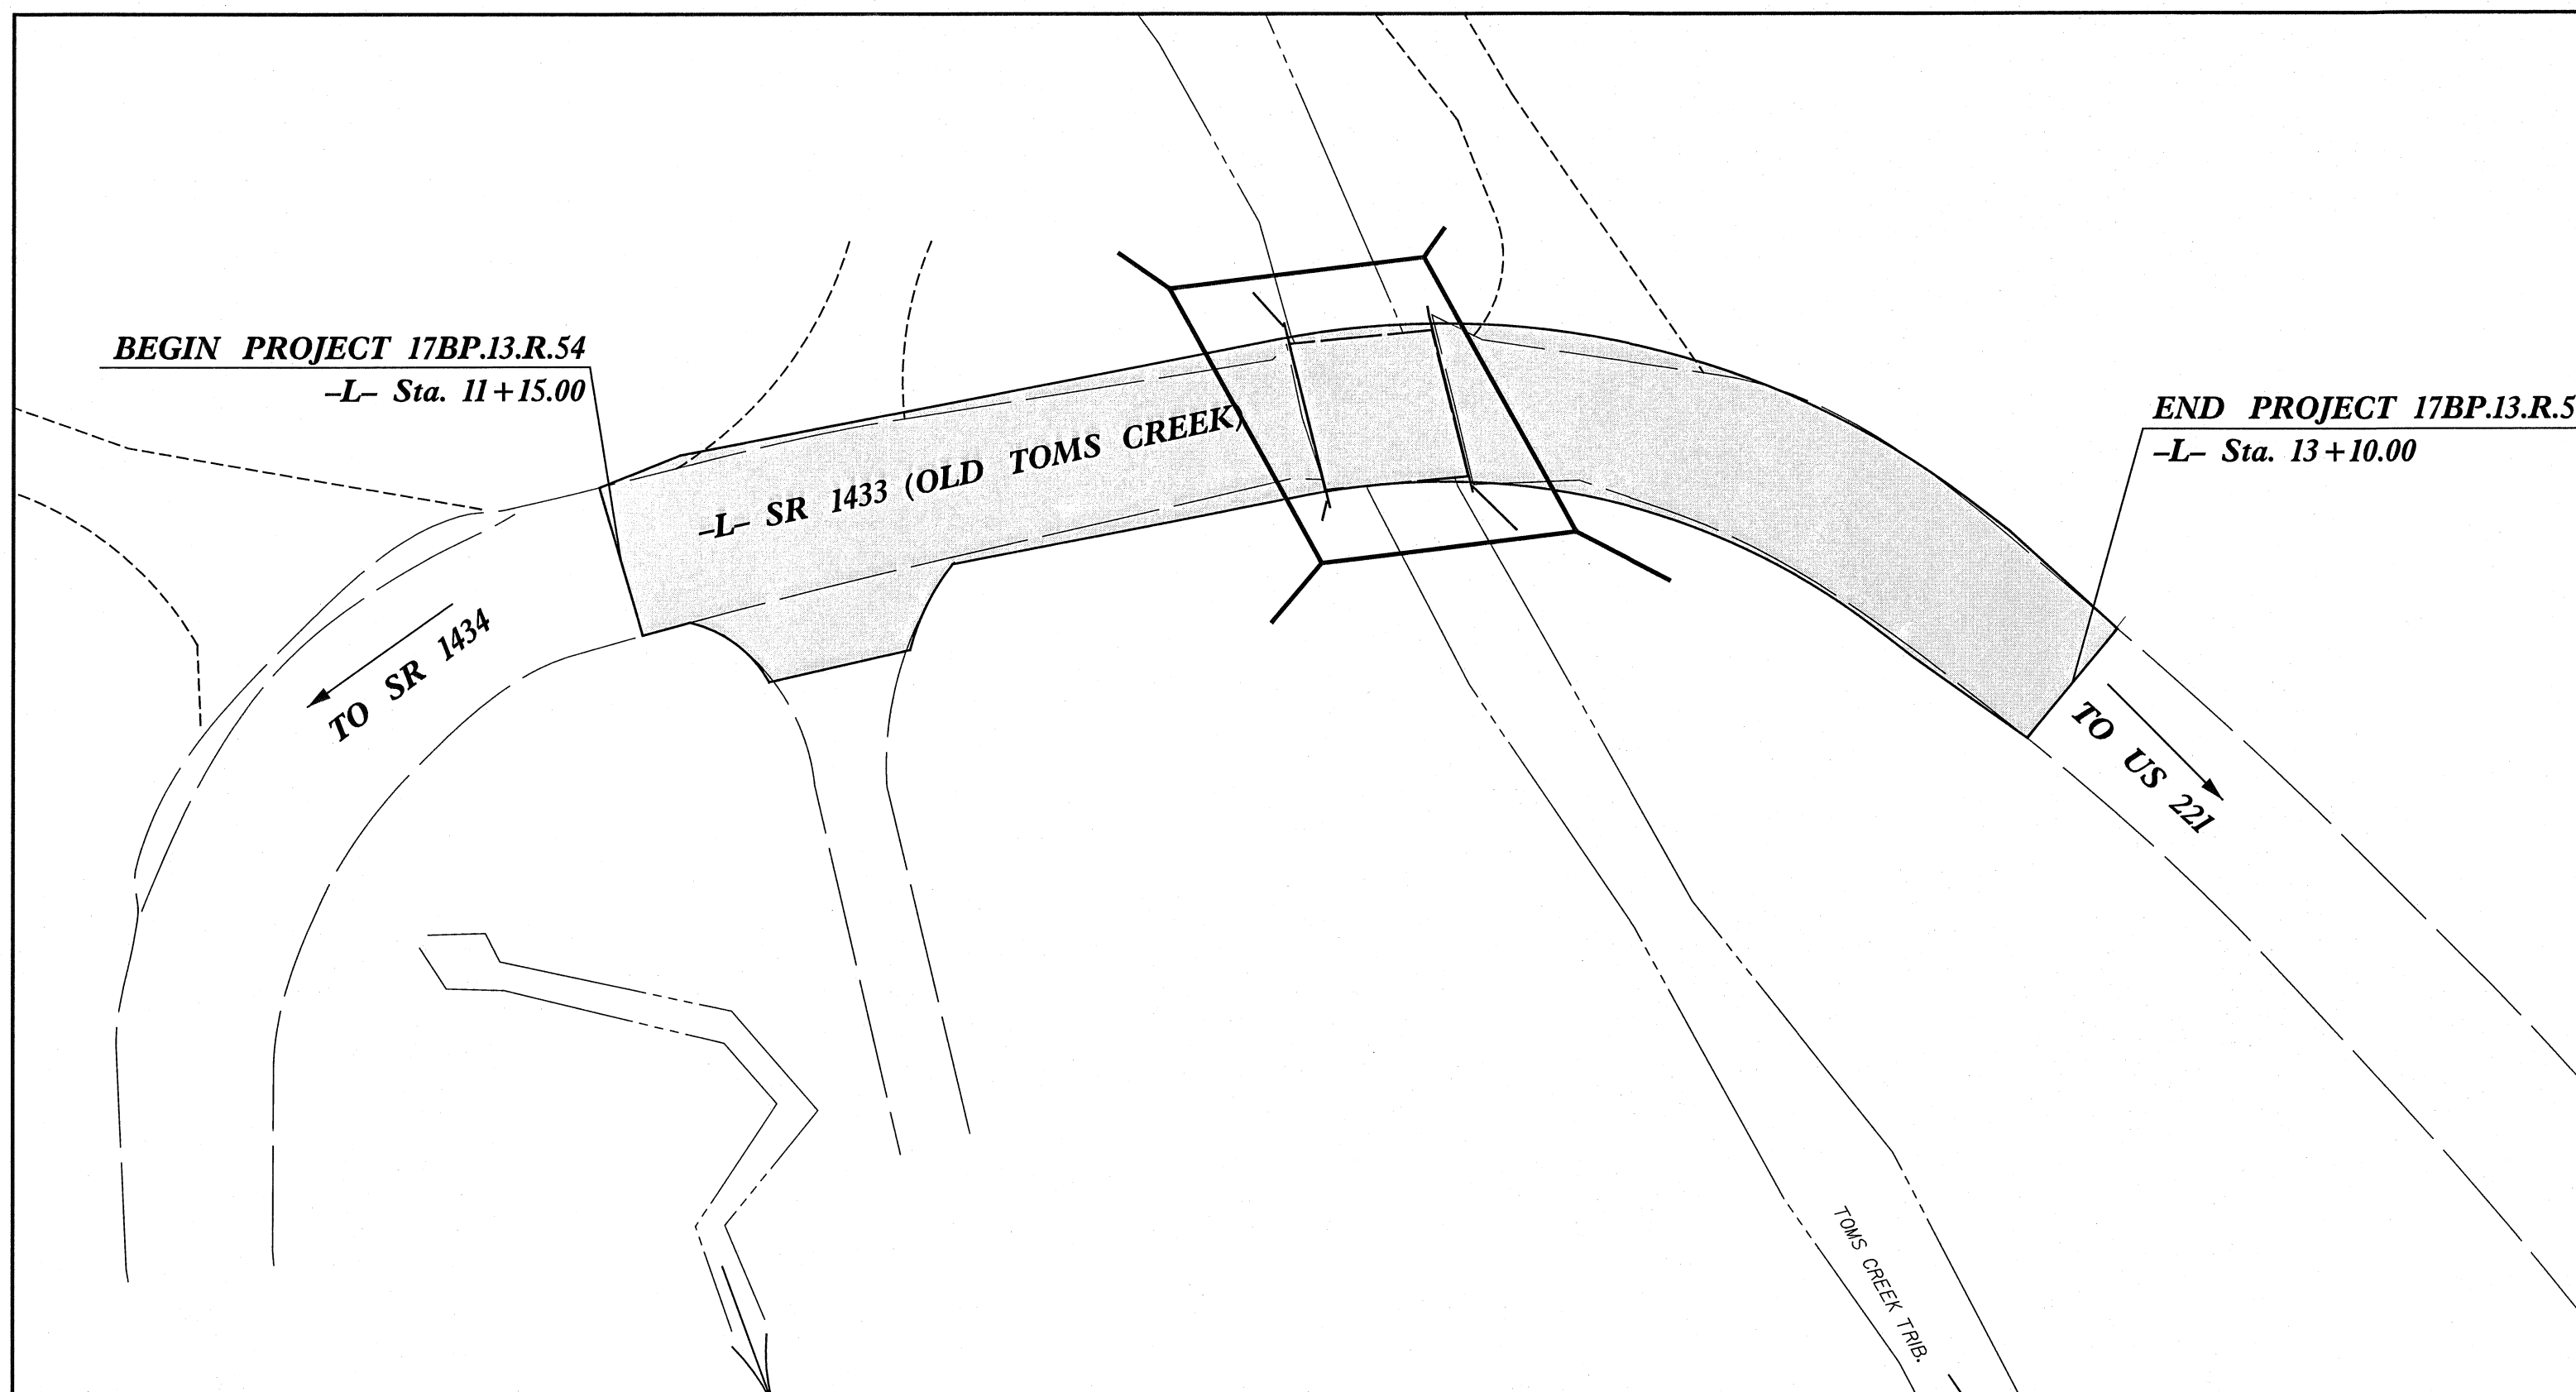 BEGIN PROJECT 17BP.13.R.54
-L- Sta. 11+15.00
END PROJECT 17BP.13.R.5
-L- Sta. 13+10.00
-L- SR 1433 (OLD TOMS CREEK)
TO SR 1434
TO US 221
TOMS CREEK TRIB.